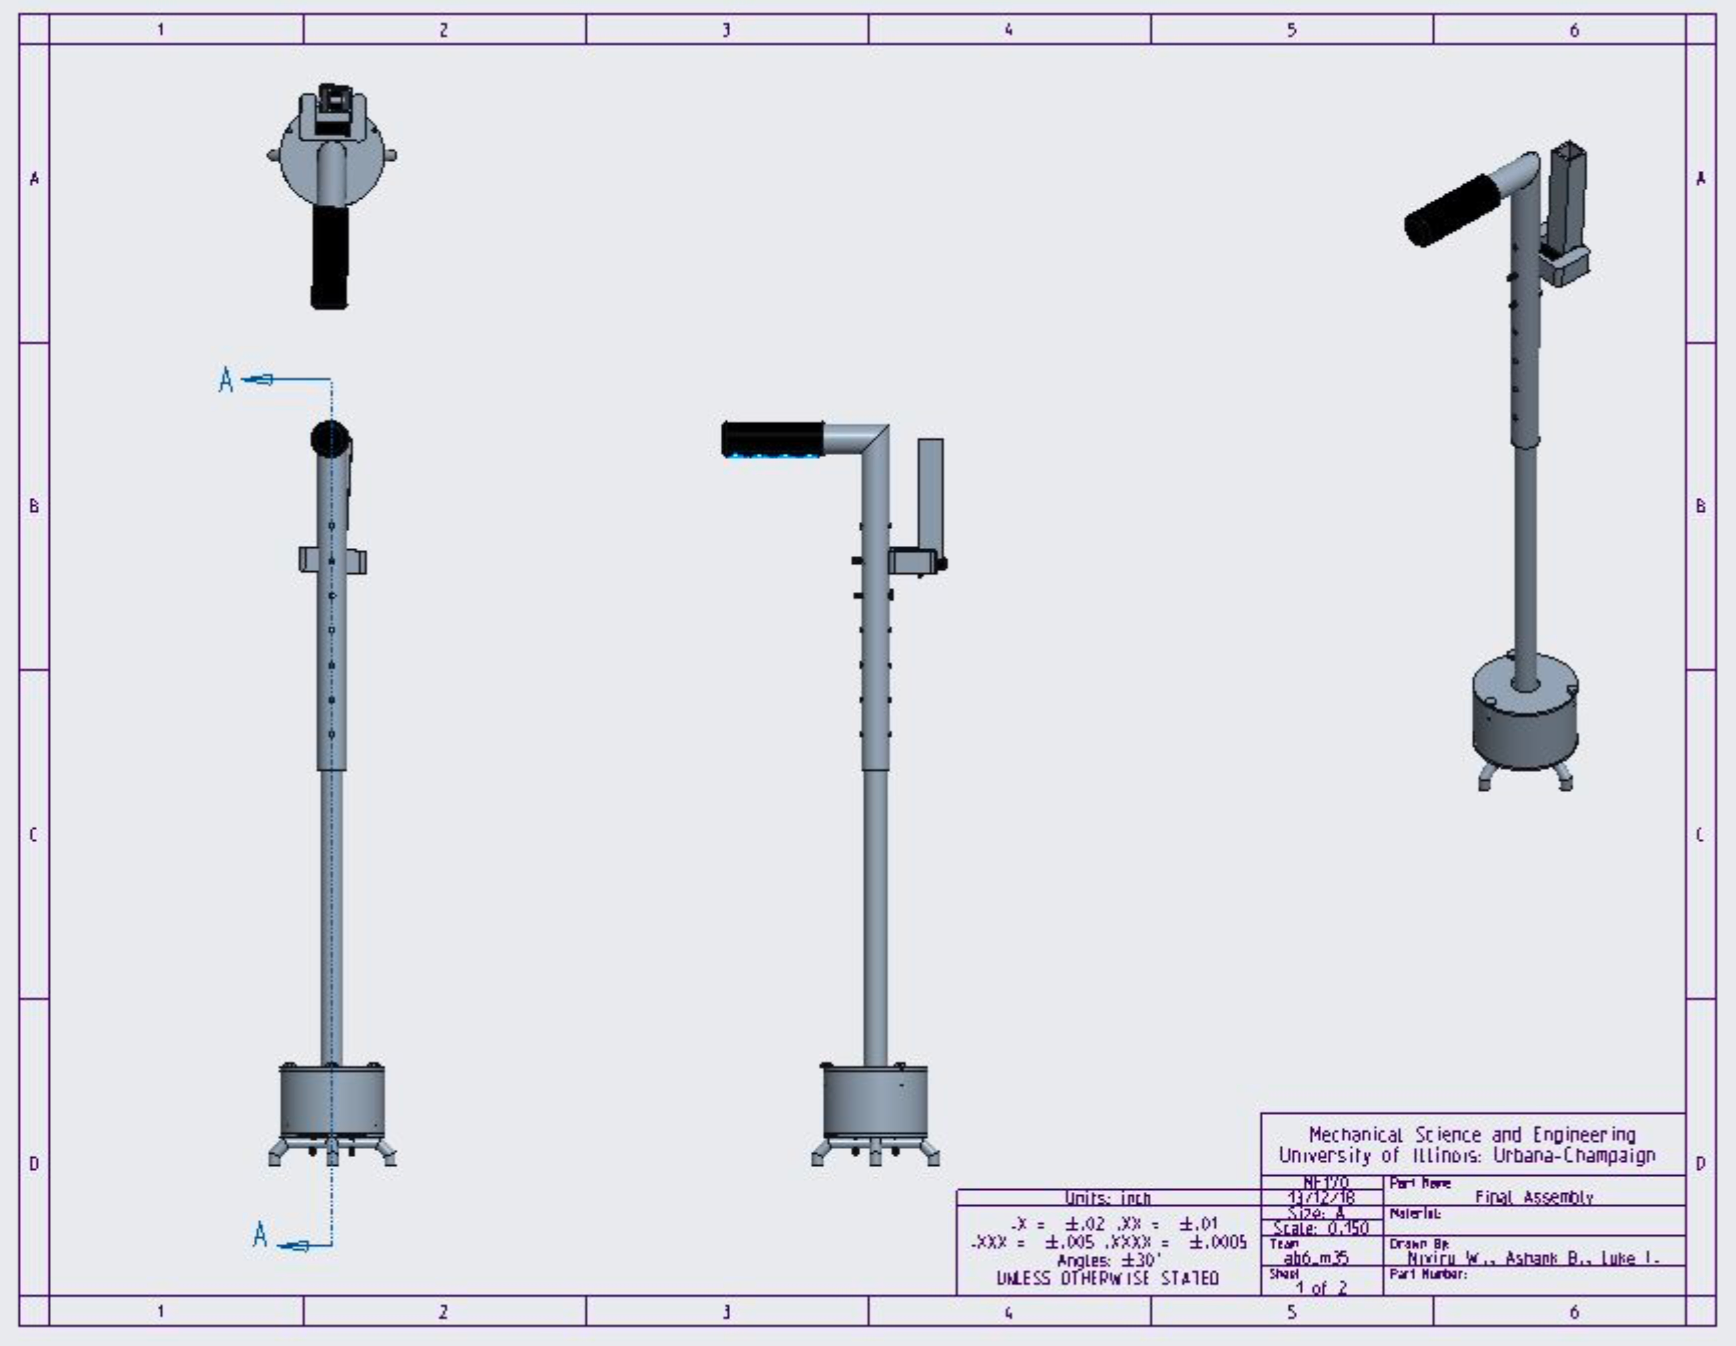 1 2 3 4 5 6
A A
A
B B
C C
A
D D
Mechanical Science and Engineering
University of Illinois: Urbana-Champaign
ME170 Part Name
13/12/18 Final Assembly
Units: inch
Size: A Material:
Scale: 0.150
.X = ±.02 .XX = ±.01
.XXX = ±.005 .XXXX = ±.0005
Angles: ±30'
UNLESS OTHERWISE STATED
Team Drawn By:
ab6_m35 W., Ashank B., Luke
Sheet Part Number:
1 of 2
1 2 3 4 5 6